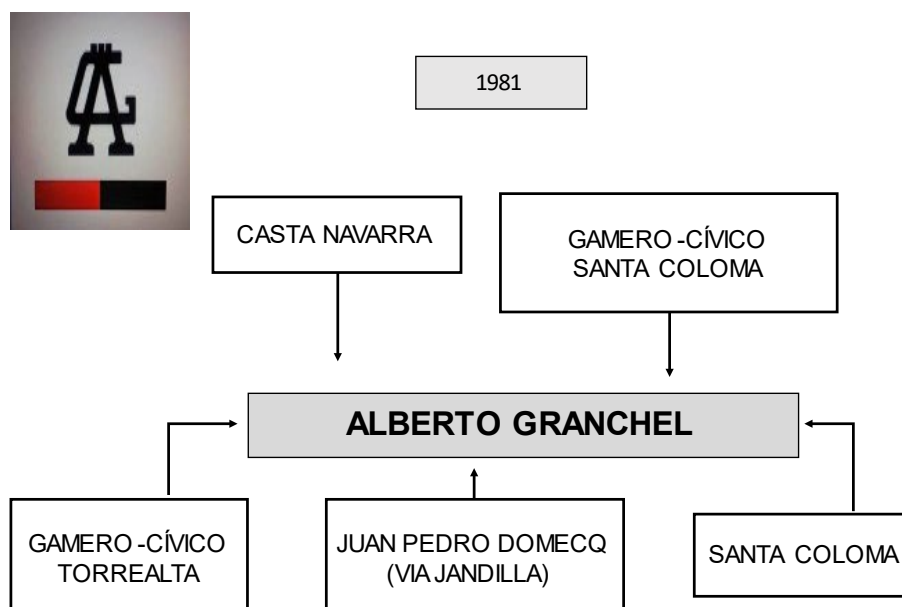 1981
CASTA NAVARRA
GAMERO -CÍVICO
SANTA COLOMA
ALBERTO GRANCHEL
GAMERO -CÍVICO
TORREALTA
JUAN PEDRO DOMECQ
(VIA JANDILLA)
SANTA COLOMA